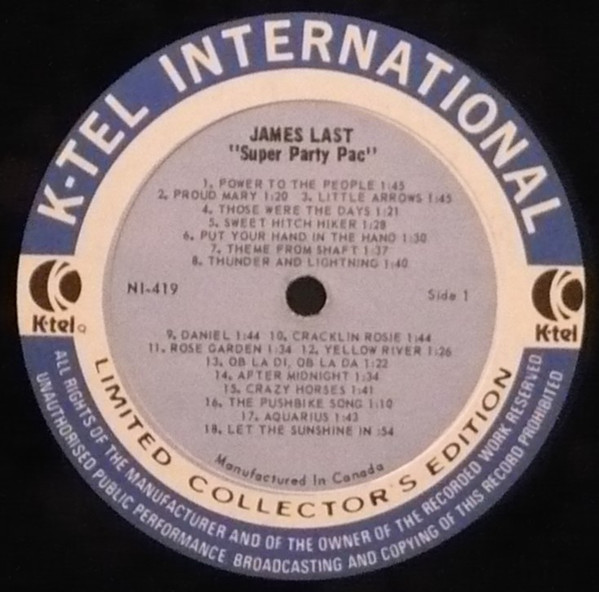 K-TEL INTERNATIONAL
JAMES LAST
"Super Party Pac"
1. POWER TO THE PEOPLE 1:45
2. PROUD MARY 1:20 3. LITTLE ARROWS 1:45
4. THOSE WERE THE DAYS 1:21
5. SWEET HITCH HIKER 1:28
6. PUT YOUR HAND IN THE HAND 1:30
7. THEME FROM SHAFT 1:37
8. THUNDER AND LIGHTNING 1:40
NI-419 Side 1
K-tel K-tel
9. DANIEL 1:44 10. CRACKLIN ROSIE 1:44
11. ROSE GARDEN 1:34 12. YELLOW RIVER 1:26
13. OB LA DI, OB LA DA 1:22
14. AFTER MIDNIGHT 1:34
15. CRAZY HORSES 1:41
16. THE PUSHBIKE SONG 1:10
17. AQUARIUS 1:43
18. LET THE SUNSHINE IN :54
Manufactured In Canada
LIMITED COLLECTOR'S EDITION
ALL RIGHTS OF THE MANUFACTURER AND OF THE OWNER OF THE RECORDED WORK RESERVED
UNAUTHORISED PUBLIC PERFORMANCE BROADCASTING AND COPYING OF THIS RECORD PROHIBITED